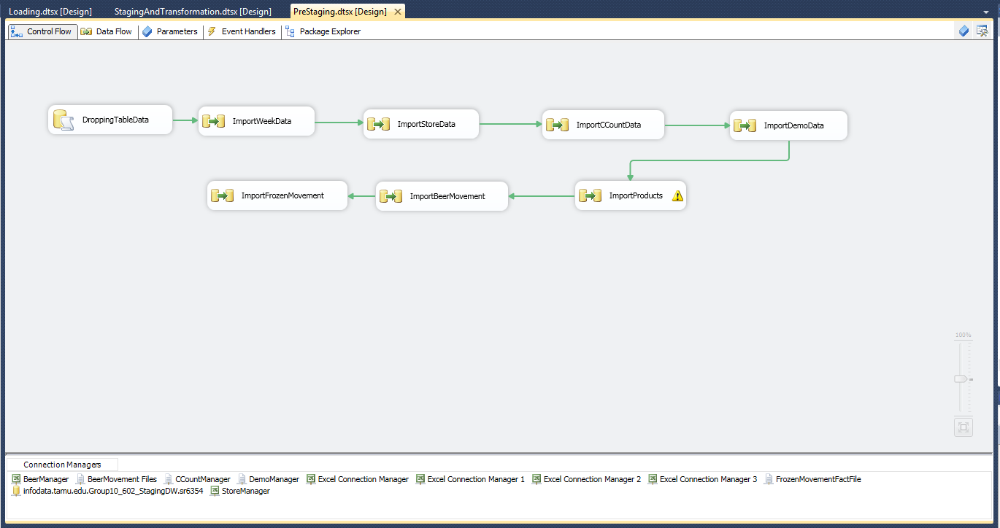 Loading.dtsx [Design] StagingAndTransformation.dtsx [Design] PreStaging.dtsx [Design]
Control Flow Data Flow Parameters Event Handlers Package Explorer
DroppingTableData ImportWeekData ImportStoreData ImportCCountData ImportDemoData
ImportFrozenMovement ImportBeerMovement ImportProducts
100%
Connection Managers
BeerManager BeerMovement Files CCountManager DemoManager Excel Connection Manager Excel Connection Manager 1 Excel Connection Manager 2 Excel Connection Manager 3 FrozenMovementFactFile
infodata.tamu.edu.Group10_602_StagingDW.sr6354 StoreManager